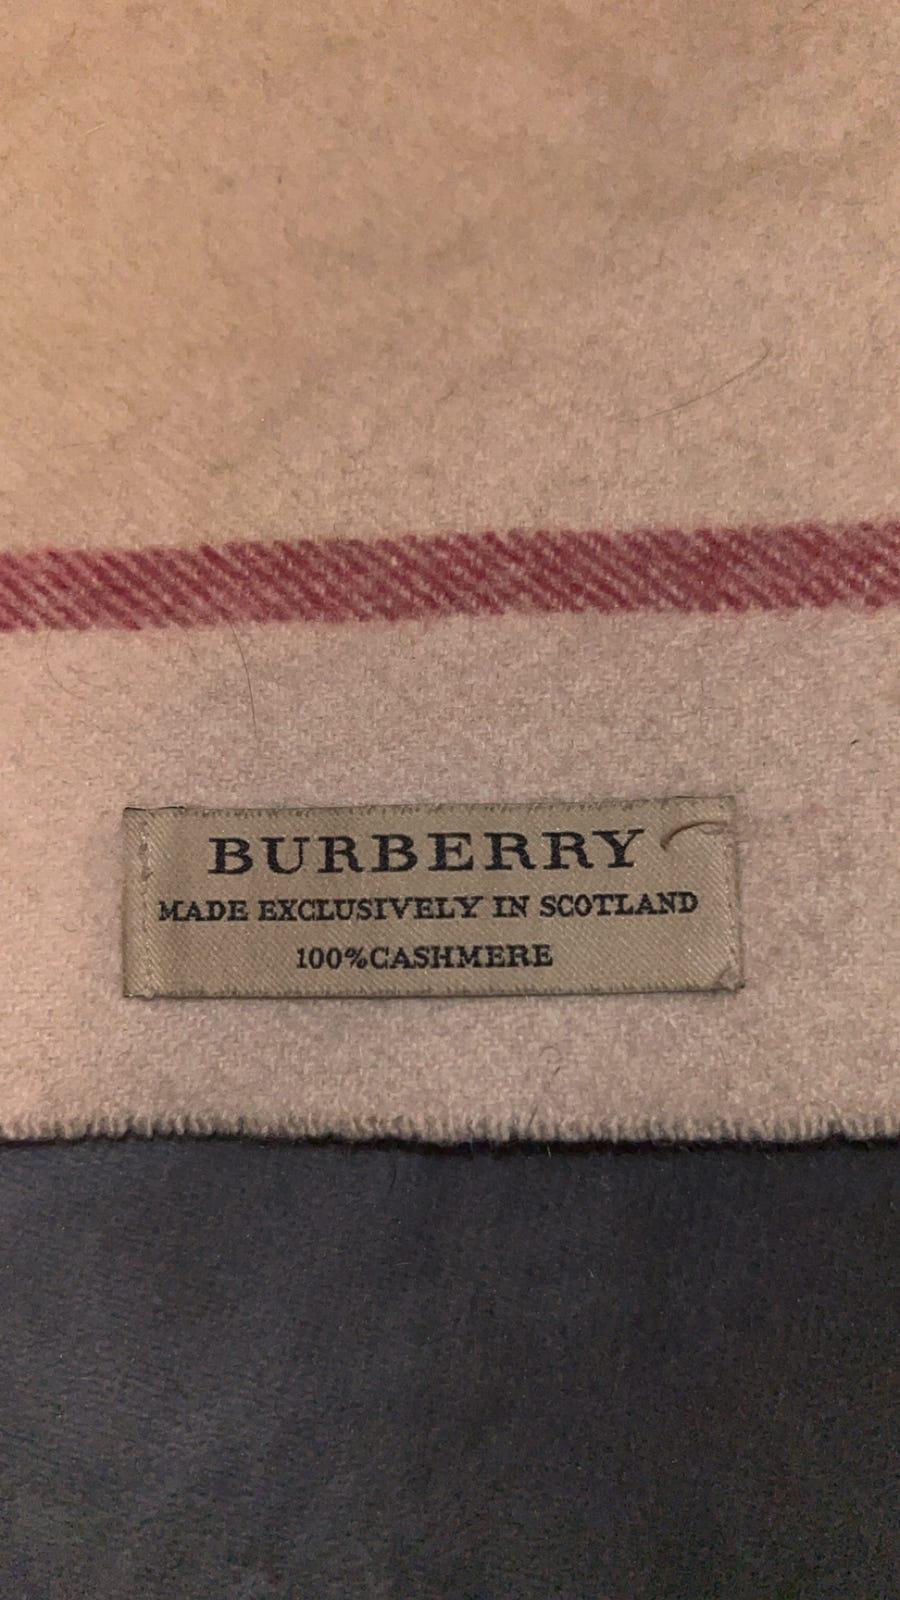 BURBERRY
MADE EXCLUSIVELY IN SCOTLAND
100%CASHMERE